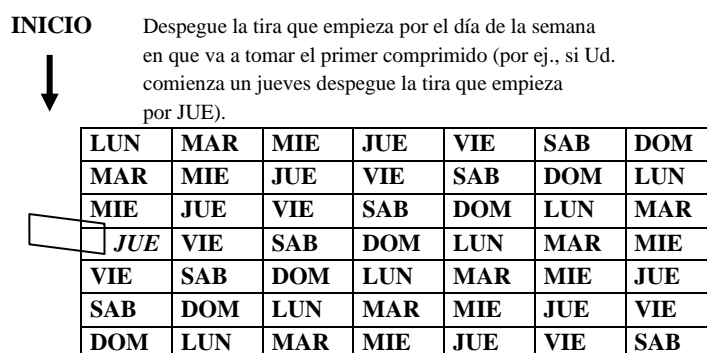 INICIO
Despegue la tira que empieza por el día de la semana
en que va a tomar el primer comprimido (por ej., si Ud.
comienza un jueves despegue la tira que empieza
por JUE).
LUN MAR MIE JUE VIE SAB DOM
MAR MIE JUE VIE SAB DOM LUN
MIE JUE VIE SAB DOM LUN MAR
JUE VIE SAB DOM LUN MAR MIE
VIE SAB DOM LUN MAR MIE JUE
SAB DOM LUN MAR MIE JUE VIE
DOM LUN MAR MIE JUE VIE SAB